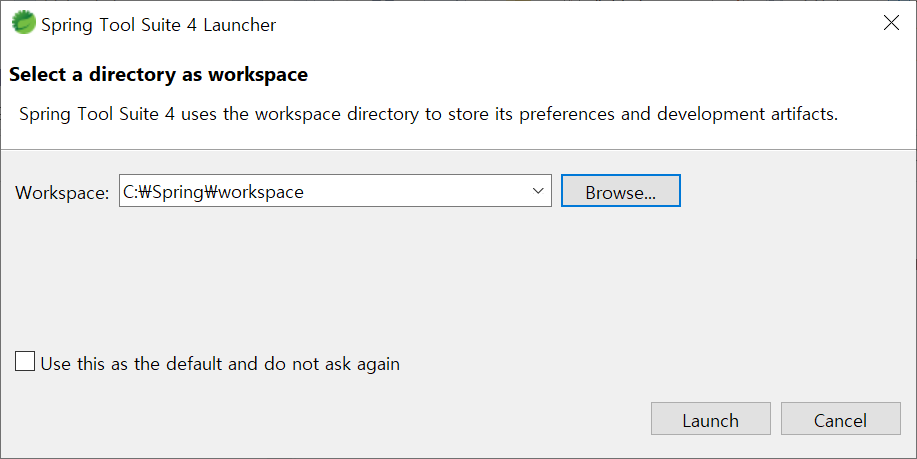 Spring Tool Suite 4 Launcher
Select a directory as workspace
Spring Tool Suite 4 uses the workspace directory to store its preferences and development artifacts.
Workspace: C:₩Spring₩workspace Browse...
Use this as the default and do not ask again
Launch Cancel